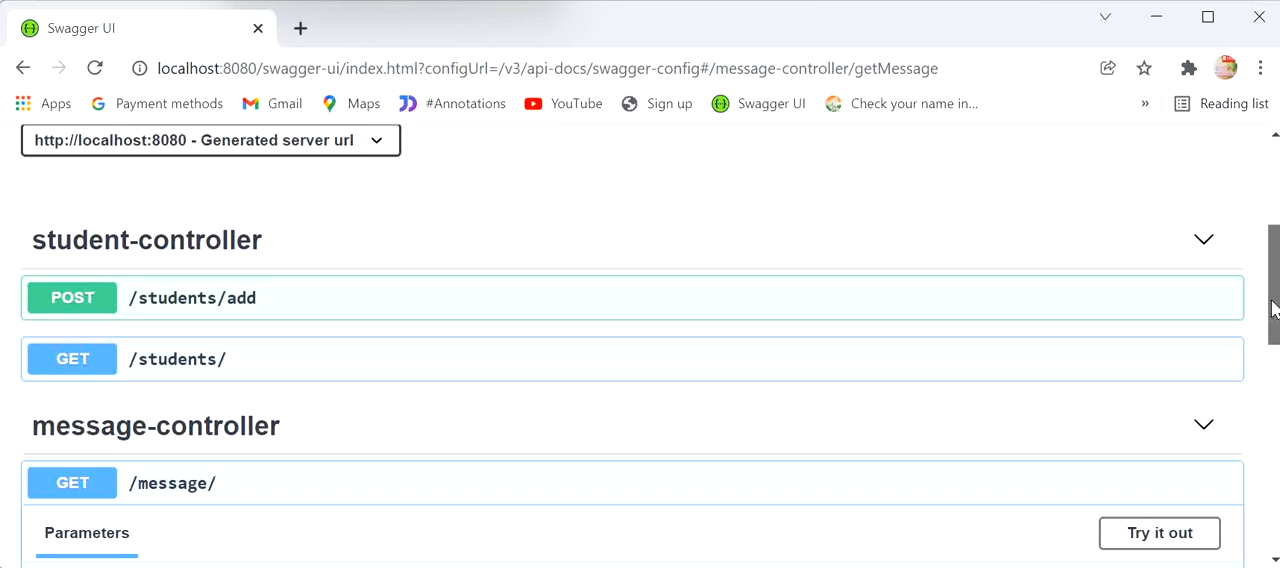 Swagger UI
localhost:8080/swagger-ui/index.html?configUrl=/v3/api-docs/swagger-config#/message-controller/getMessage
Apps Payment methods Gmail Maps #Annotations YouTube Sign up Swagger UI Check your name in... » Reading list
http://localhost:8080 - Generated server url
student-controller
POST /students/add
GET /students/
message-controller
GET /message/
Parameters Try it out